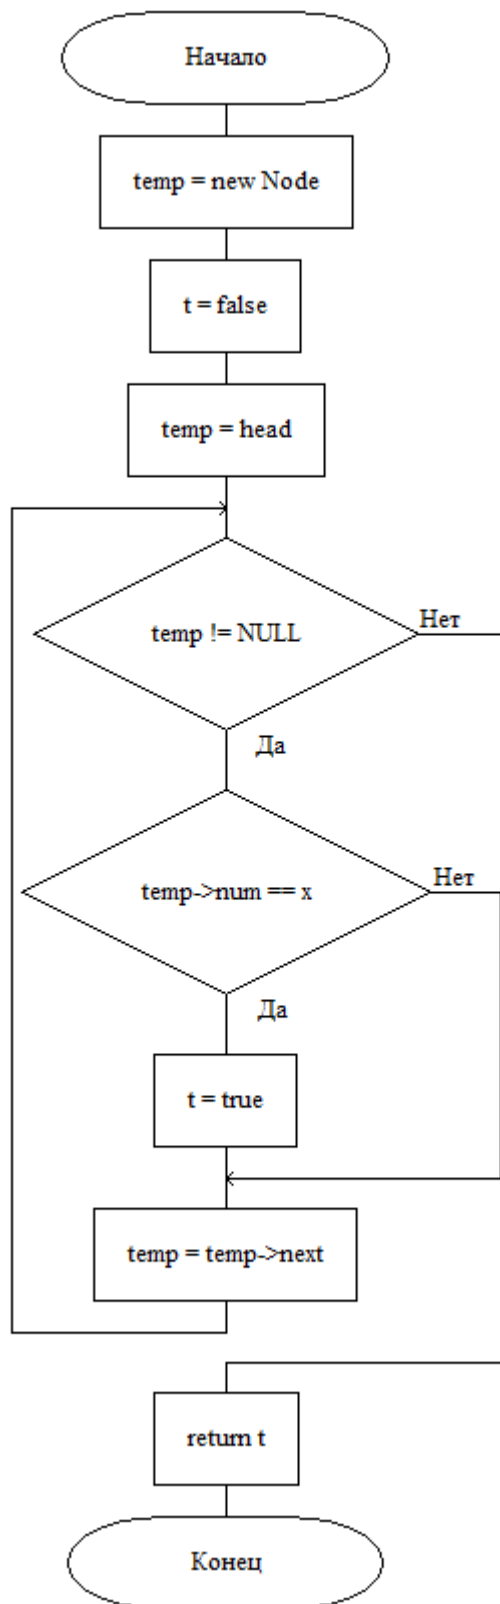 Начало
temp = new Node
t = false
temp = head
temp != NULL
Нет
Да
temp->num == x
Нет
Да
t = true
temp = temp->next
return t
Конец